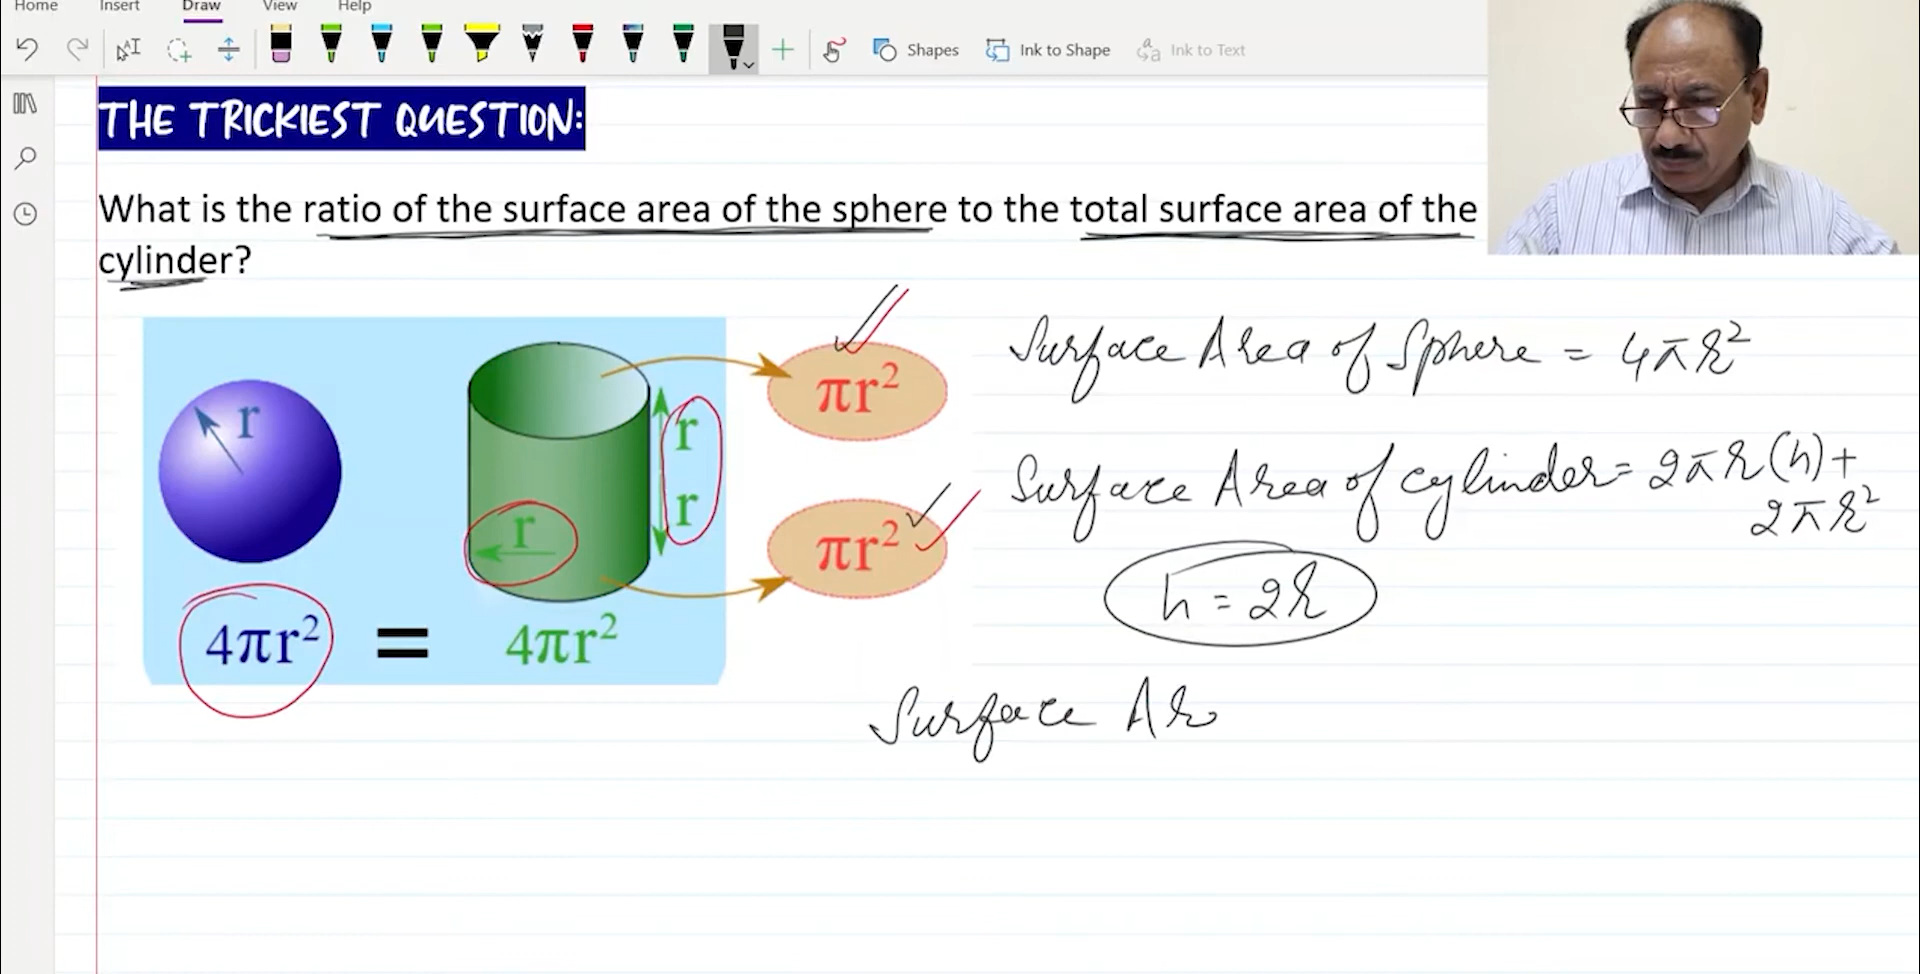 Home Insert Draw View Help
Shapes Ink to Shape Ink to Text
THE TRICKIEST QUESTION:
What is the ratio of the surface area of the sphere to the total surface area of the
cylinder?
r
r
r
r
4πr² = 4πr²
πr²
πr²
Surface Area of Sphere = 4πr²
Surface Area of cylinder = 2πr(h) +
2πr²
h = 2r
Surface Ar